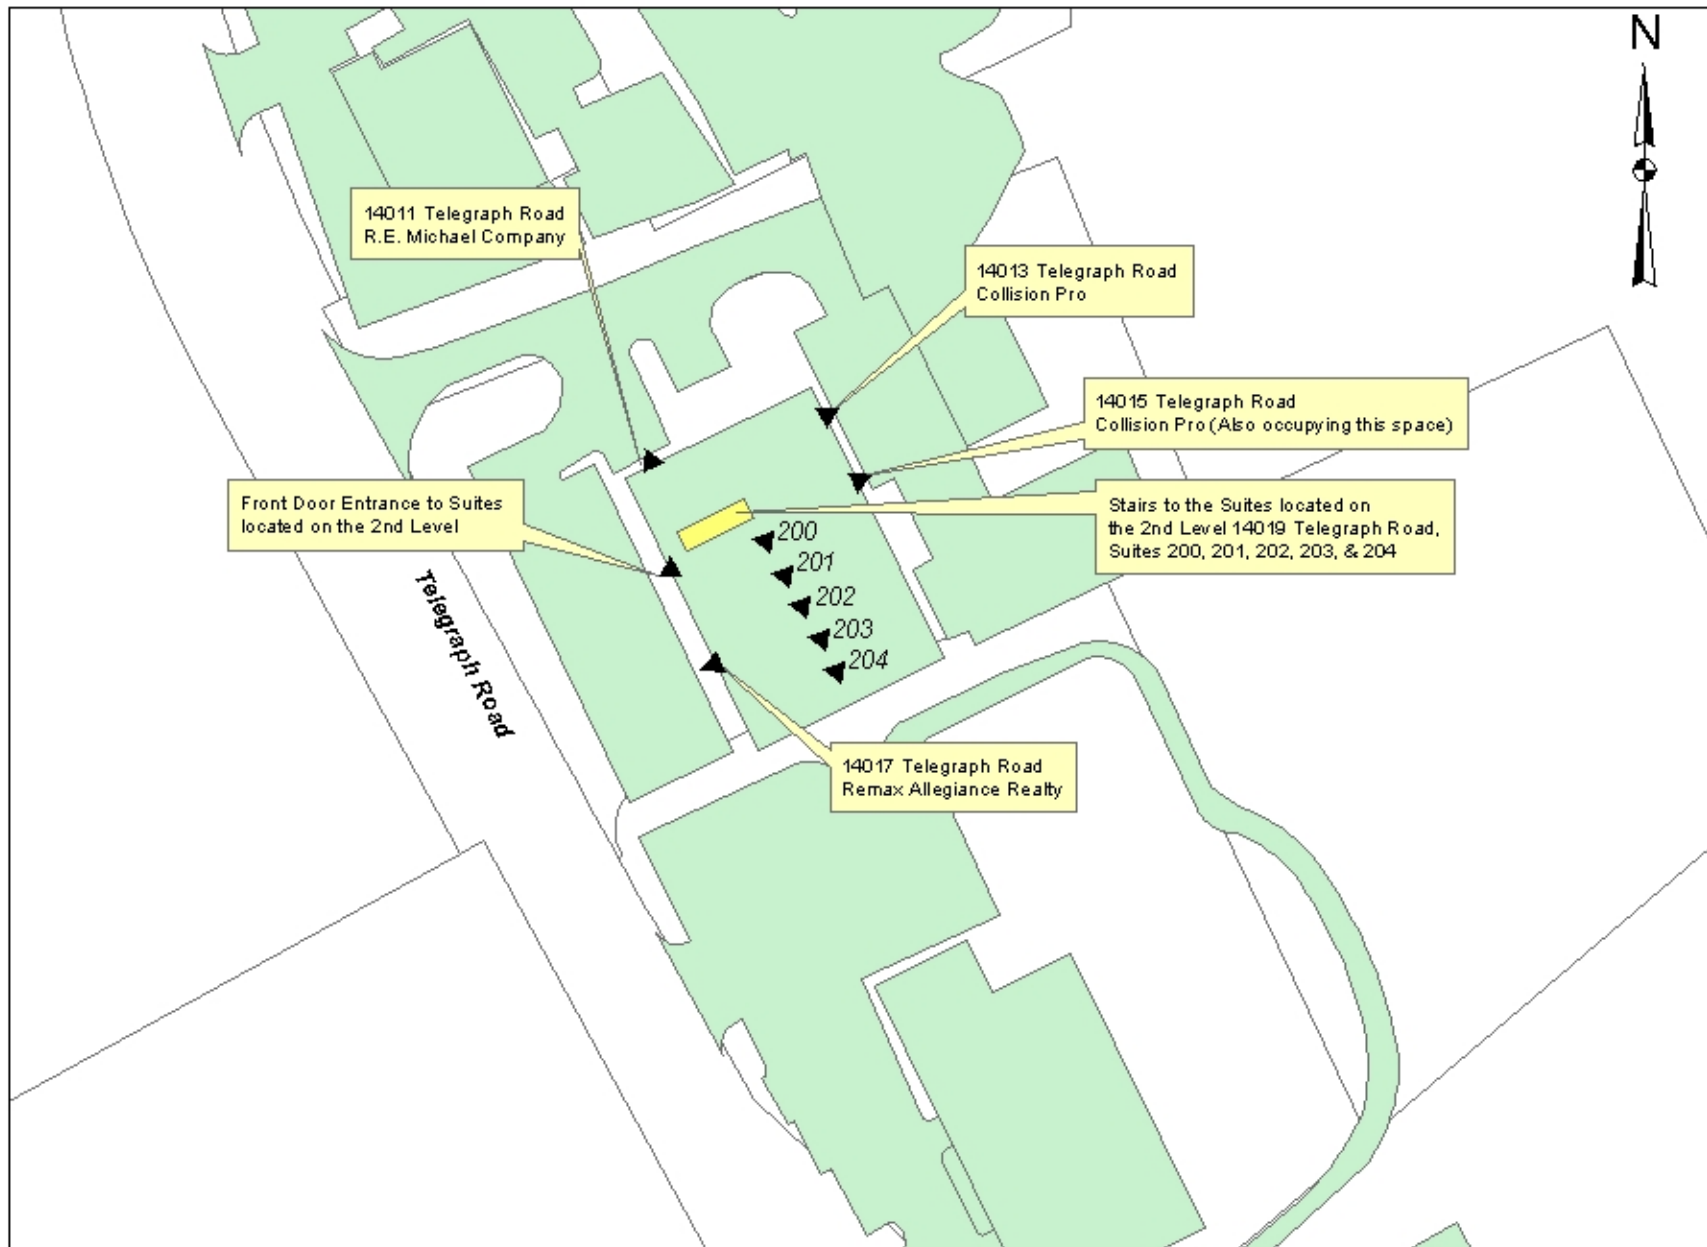 N
14011 Telegraph Road
R.E. Michael Company
14013 Telegraph Road
Collision Pro
14015 Telegraph Road
Collision Pro (Also occupying this space)
Front Door Entrance to Suites
located on the 2nd Level
Stairs to the Suites located on
the 2nd Level 14019 Telegraph Road,
Suites 200, 201, 202, 203, & 204
200
201
202
203
204
Telegraph Road
14017 Telegraph Road
Remax Allegiance Realty